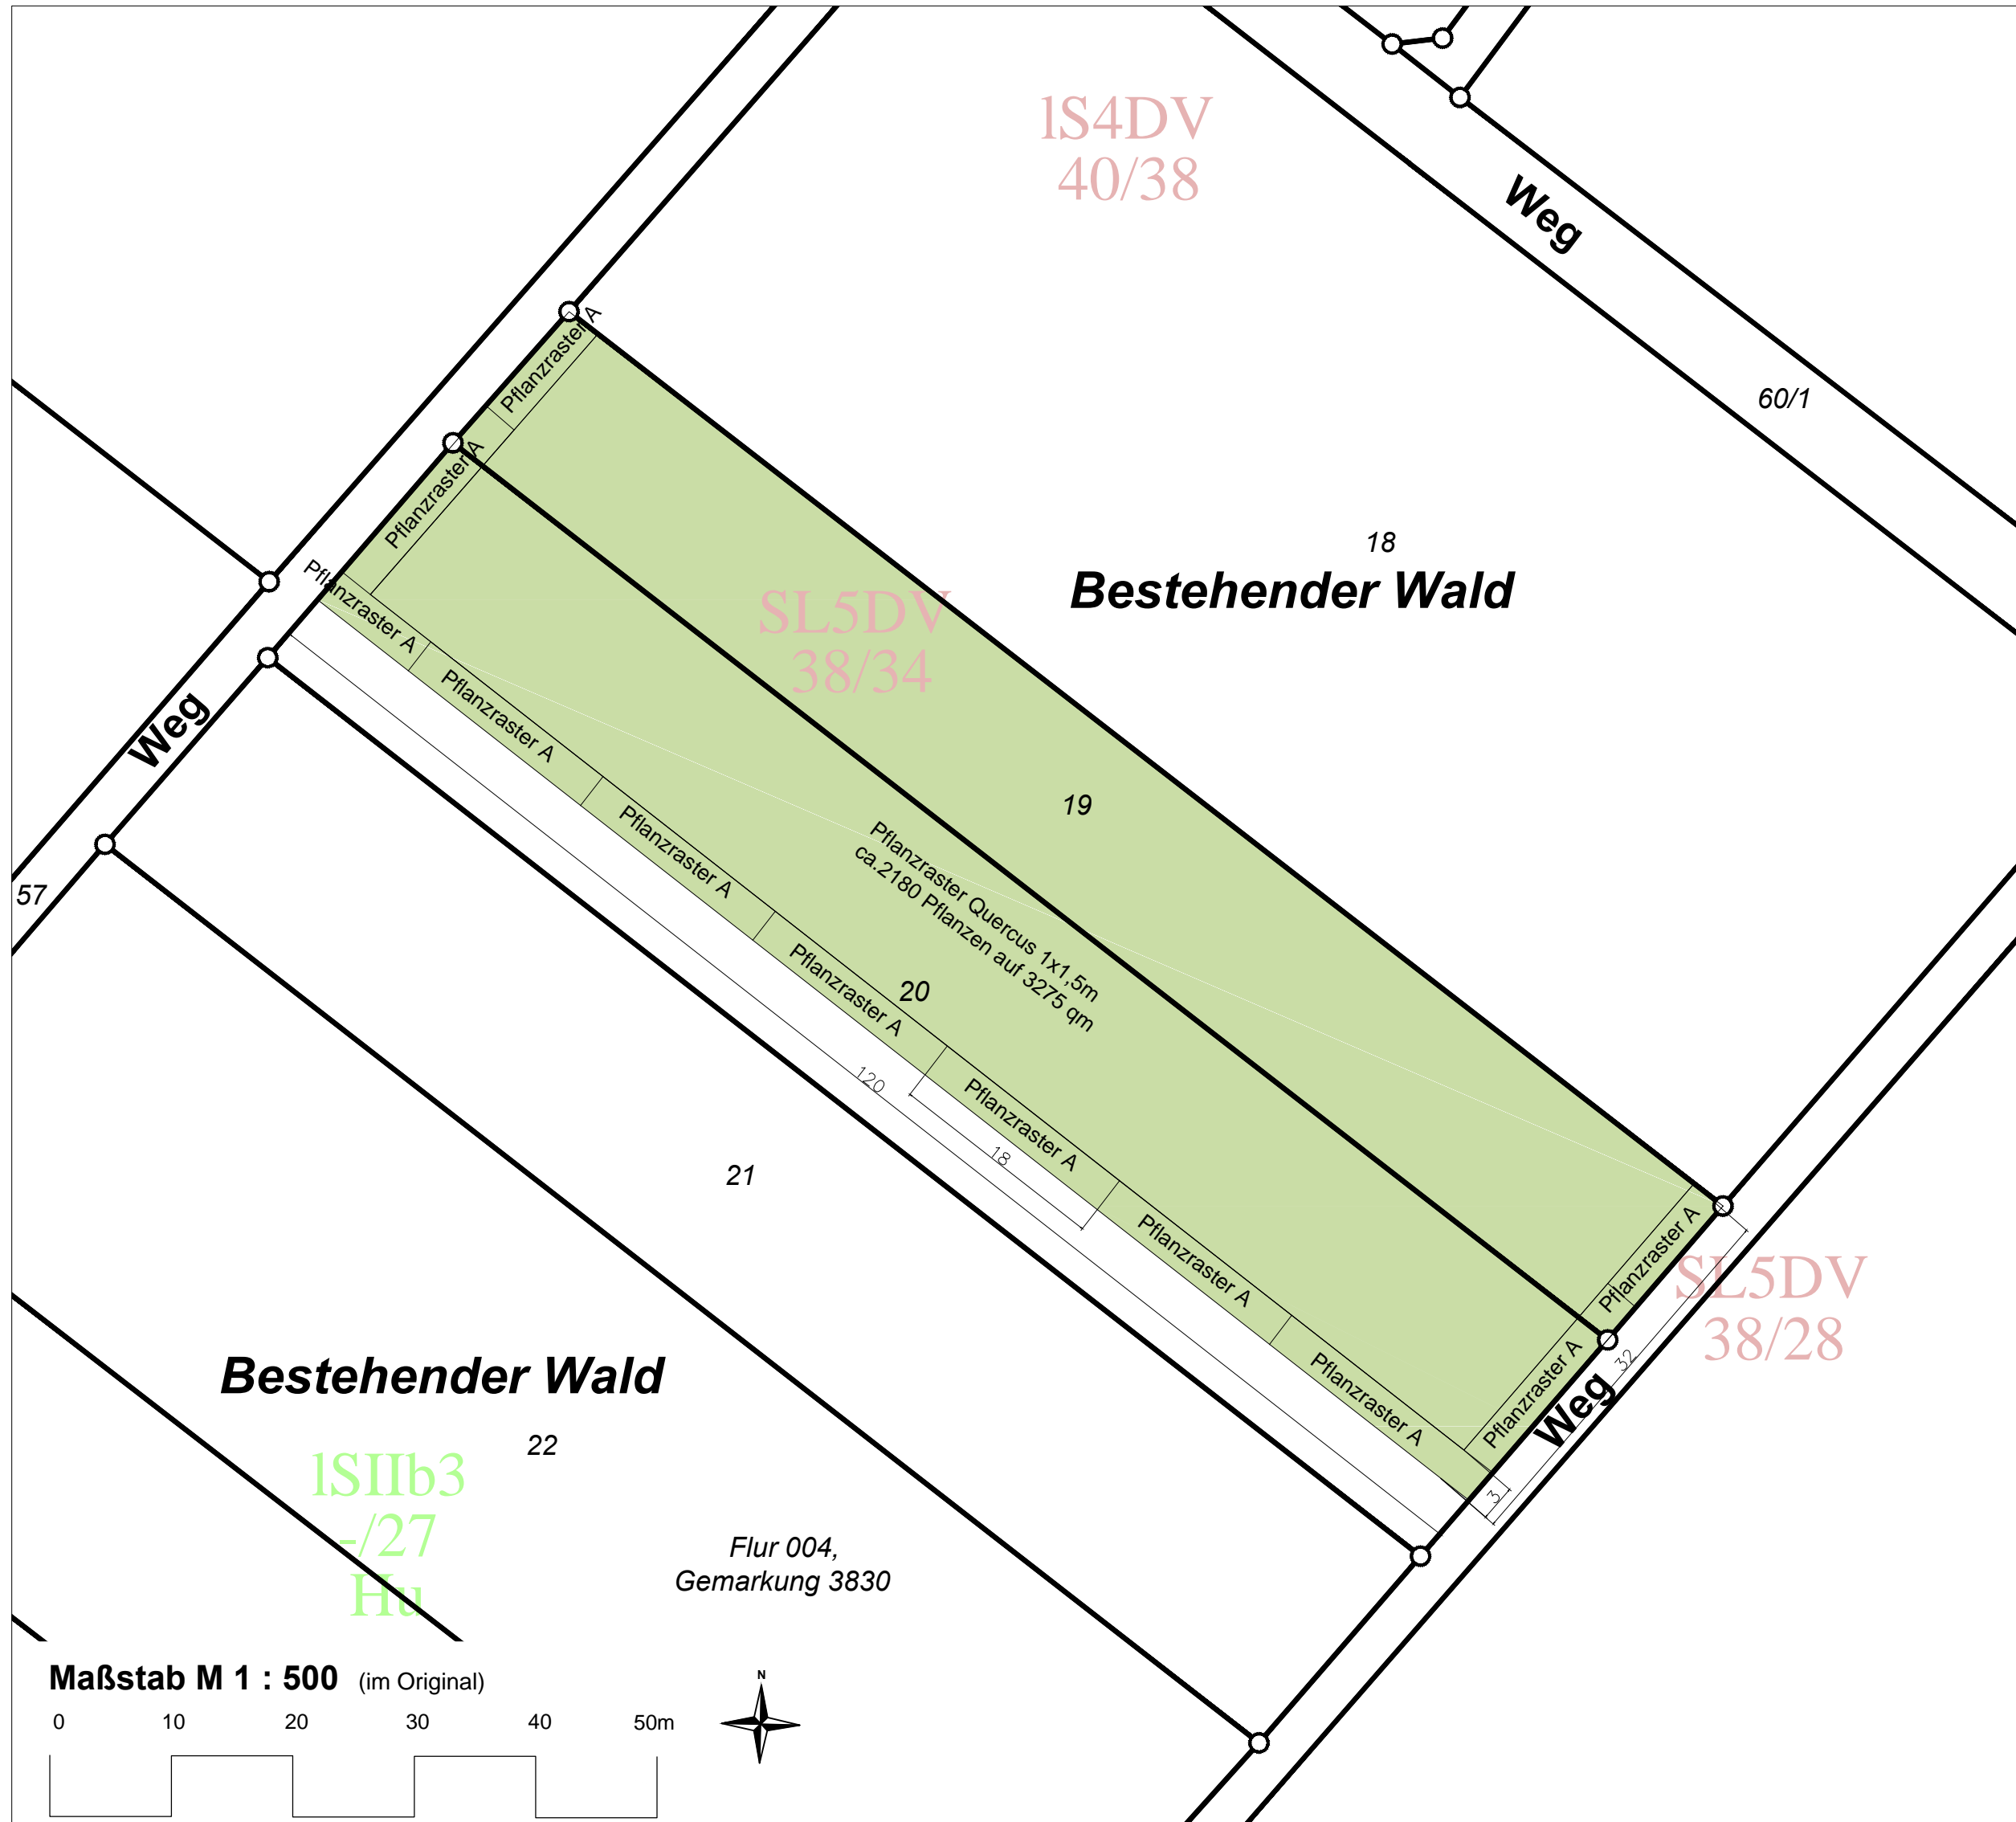 lS4DV
40/38
Weg
60/1
18
Bestehender Wald
Pflanzraster A
Pflanzraster A
Pflanzraster A
SL5DV
38/34
Weg
Pflanzraster A
19
Pflanzraster A
Pflanzraster Quercus 1x1,5m
ca.2180 Pflanzen auf 3275 qm
57
20
Pflanzraster A
120
Pflanzraster A
18
21
Pflanzraster A
Pflanzraster A
Pflanzraster A
Pflanzraster A
SL5DV
38/28
32
Weg
3
Bestehender Wald
22
lSIIb3
-/27
Hu
Flur 004,
Gemarkung 3830
Maßstab M 1 : 500 (im Original)
N
0 10 20 30 40 50m